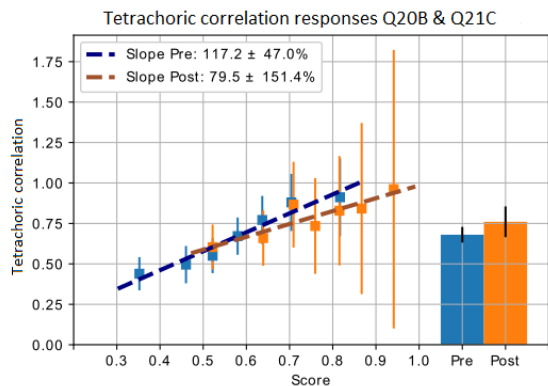 Tetrachoric correlation responses Q20B & Q21C
Slope Pre: 117.2 ± 47.0%
Slope Post: 79.5 ± 151.4%
Tetrachoric correlation
1.75
1.50
1.25
1.00
0.75
0.50
0.25
0.00
0.3 0.4 0.5 0.6 0.7 0.8 0.9 1.0 Pre Post
Score